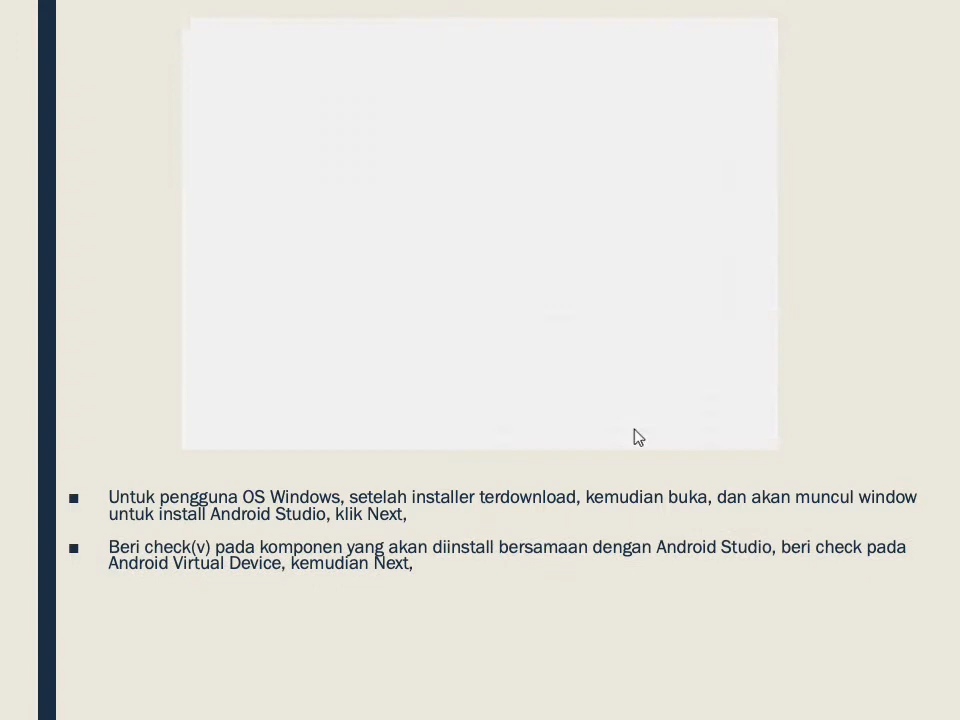 ▪ Untuk pengguna OS Windows, setelah installer terdownload, kemudian buka, dan akan muncul window
untuk install Android Studio, klik Next,
▪ Beri check(v) pada komponen yang akan diinstall bersamaan dengan Android Studio, beri check pada
Android Virtual Device, kemudian Next,